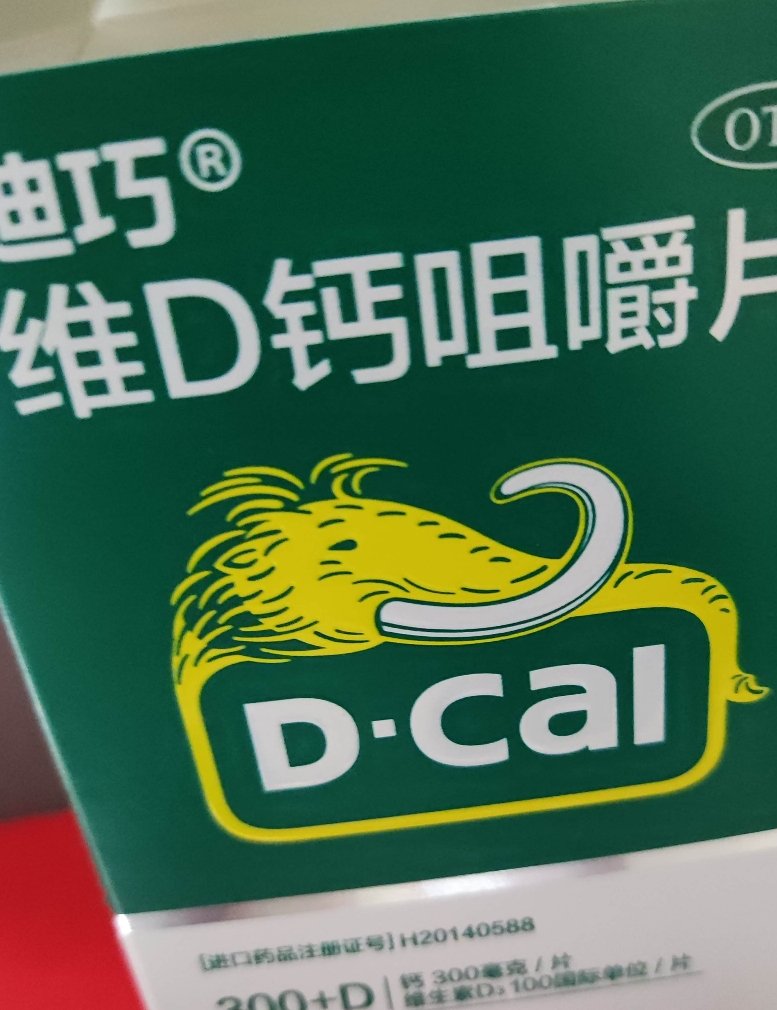 迪巧®
OT
维D钙咀嚼片
D·Cal
[进口药品注册证号] H20140588
300+D
钙 300毫克 / 片
维生素D₃ 100国际单位 / 片